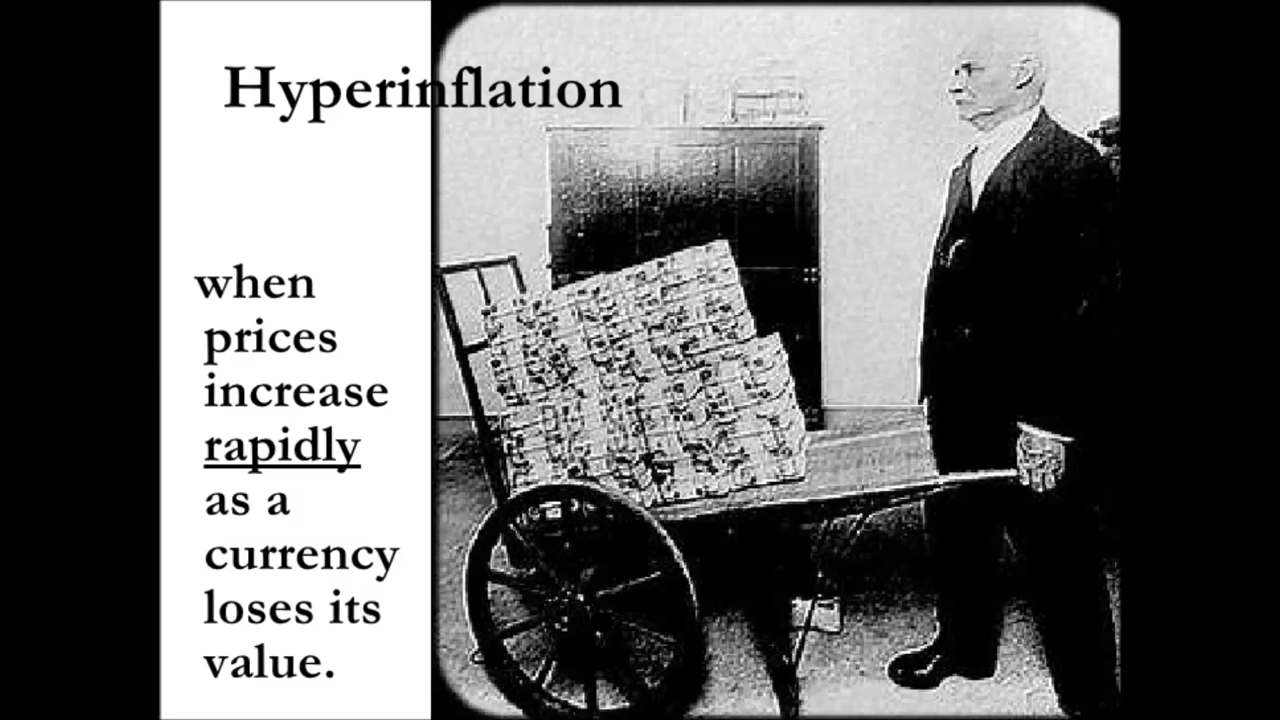 Hyperinflation
when
prices
increase
rapidly
as a
currency
loses its
value.